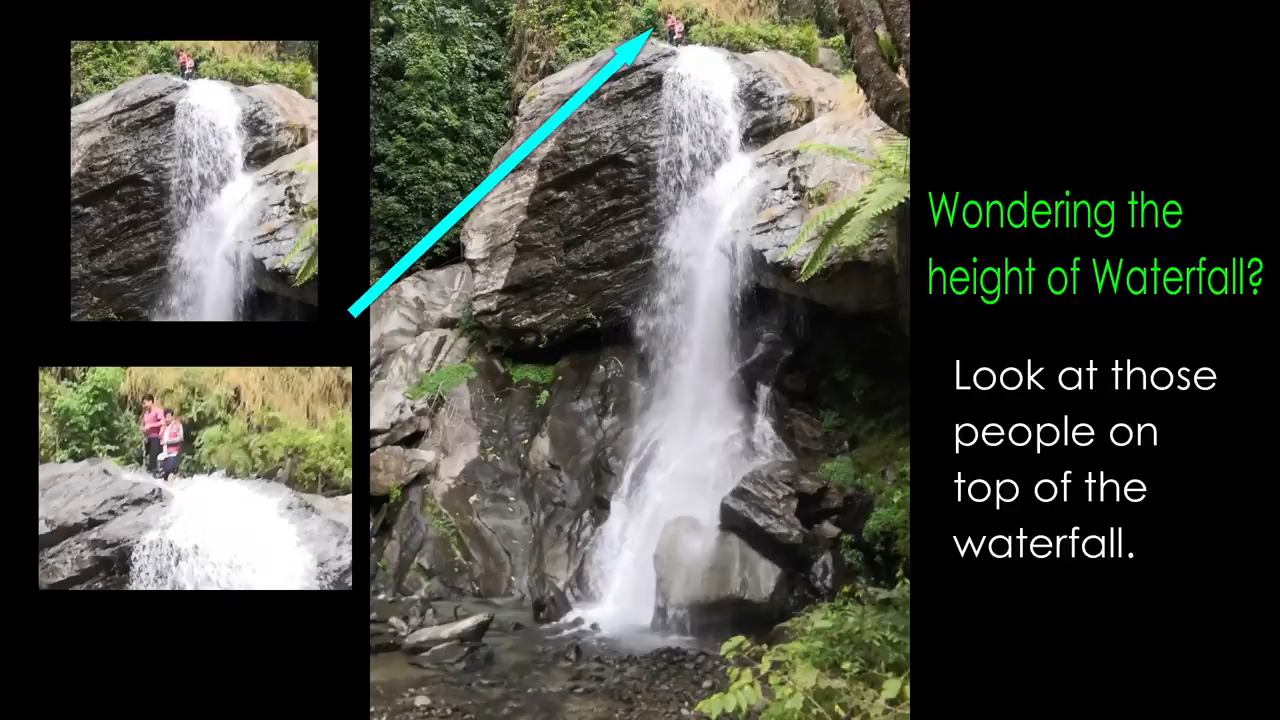 Wondering the
height of Waterfall?
Look at those
people on
top of the
waterfall.